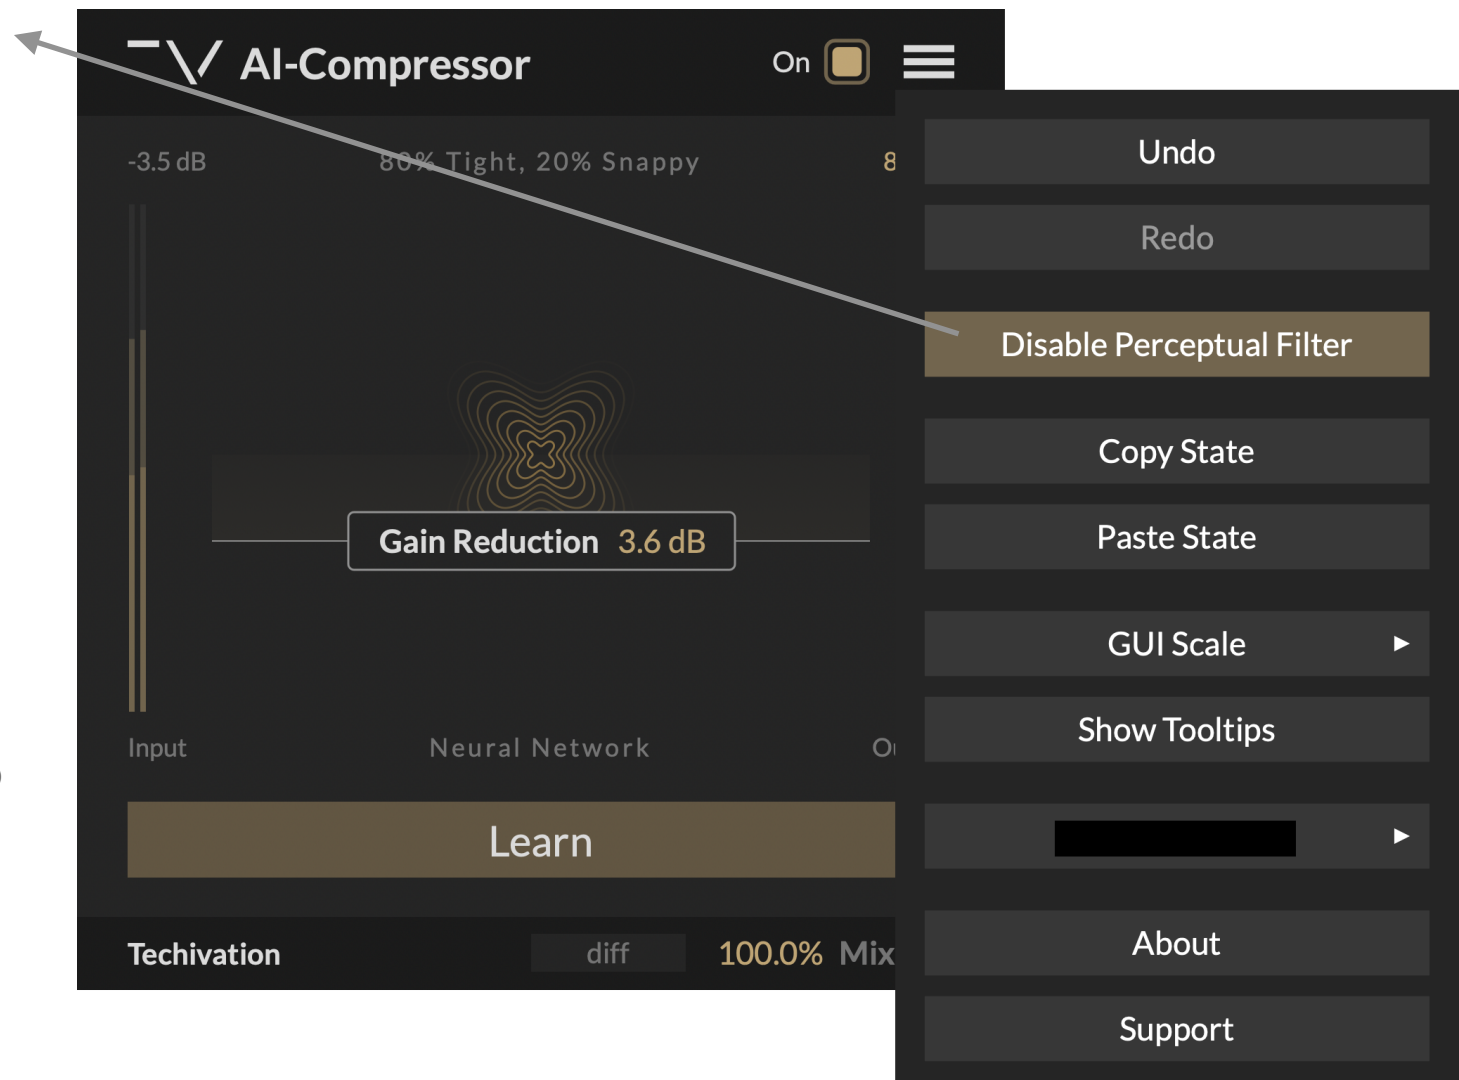 AI-Compressor
On
-3.5 dB
80% Tight, 20% Snappy
8
Gain Reduction 3.6 dB
Input
Neural Network
Learn
Techivation
diff
100.0% Mix
Undo
Redo
Disable Perceptual Filter
Copy State
Paste State
GUI Scale
Show Tooltips
About
Support